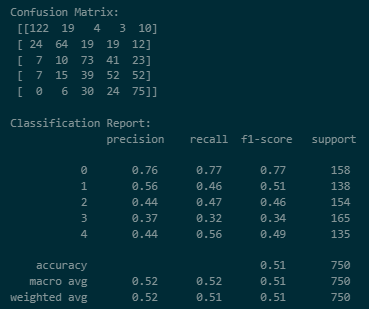 Confusion Matrix:
[[122 19 4 3 10]
[ 24 64 19 19 12]
[ 7 10 73 41 23]
[ 7 15 39 52 52]
[ 0 6 30 24 75]]
Classification Report:
precision recall f1-score support
0 0.76 0.77 0.77 158
1 0.56 0.46 0.51 138
2 0.44 0.47 0.46 154
3 0.37 0.32 0.34 165
4 0.44 0.56 0.49 135
accuracy 0.51 750
macro avg 0.52 0.52 0.51 750
weighted avg 0.52 0.51 0.51 750